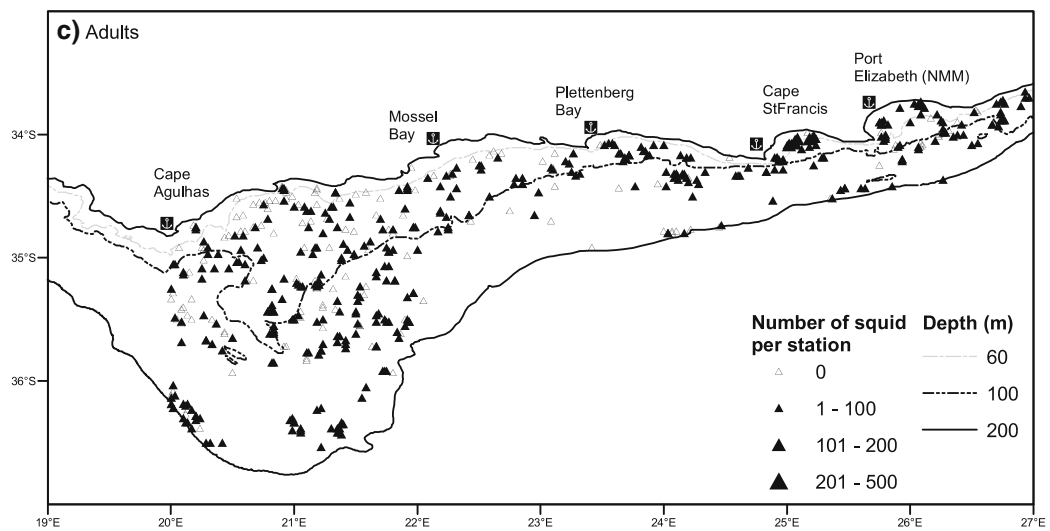 c) Adults
Port
Elizabeth (NMM)
Cape
StFrancis
Plettenberg
Bay
Mossel
Bay
Cape
Agulhas
34°S
35°S
36°S
Number of squid
per station
0
1 - 100
101 - 200
201 - 500
Depth (m)
60
100
200
19°E
20°E
21°E
22°E
23°E
24°E
25°E
26°E
27°E